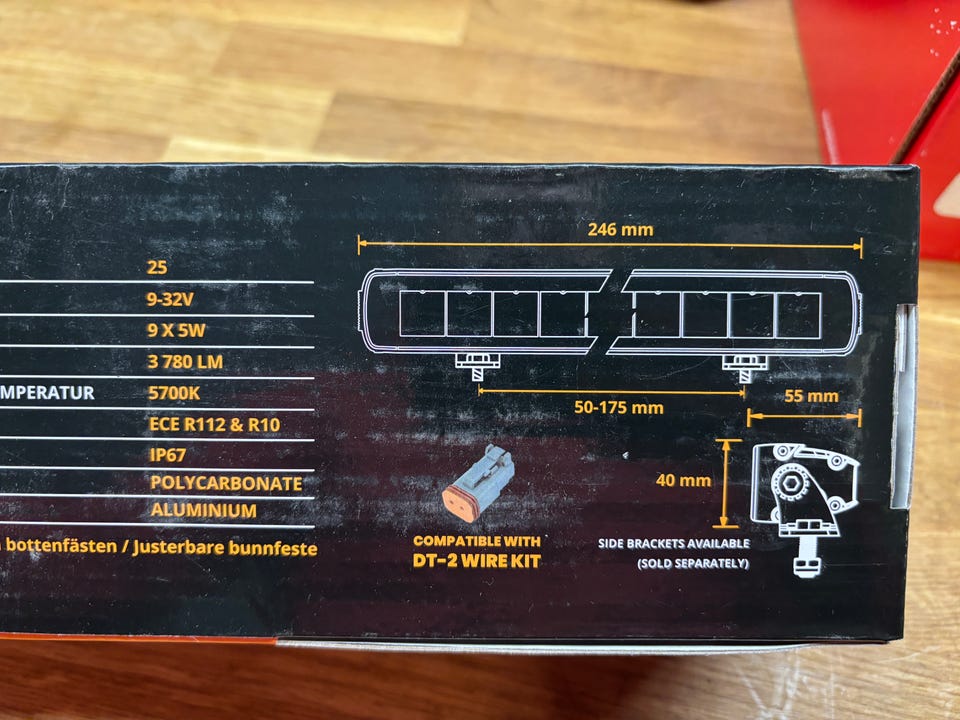 246 mm
25
9-32V
9 X 5W
3 780 LM
MPERATUR 5700K
ECE R112 & R10
IP67
POLYCARBONATE
ALUMINIUM
bottenfästen / Justerbare bunnfeste
50-175 mm
55 mm
40 mm
COMPATIBLE WITH
DT-2 WIRE KIT
SIDE BRACKETS AVAILABLE
(SOLD SEPARATELY)